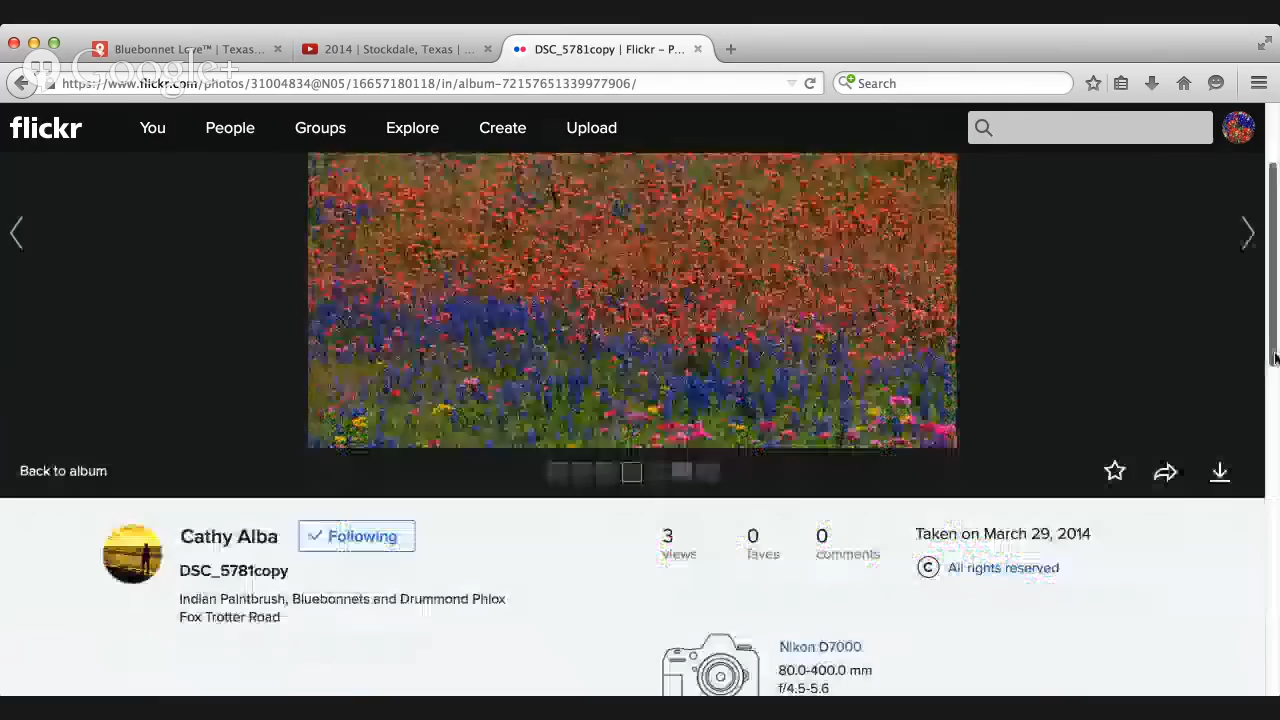 Bluebonnet Love™ | Texas...
2014 | Stockdale, Texas | ...
DSC_5781copy | Flickr – P...
Google+
https://www.flickr.com/photos/31004834@N05/16657180118/in/album-72157651339977906/
Search
flickr
You
People
Groups
Explore
Create
Upload
Back to album
Cathy Alba
Following
DSC_5781copy
Indian Paintbrush, Bluebonnets and Drummond Phlox
Fox Trotter Road
3
views
0
faves
0
comments
Taken on March 29, 2014
All rights reserved
Nikon D7000
80.0-400.0 mm
f/4.5-5.6